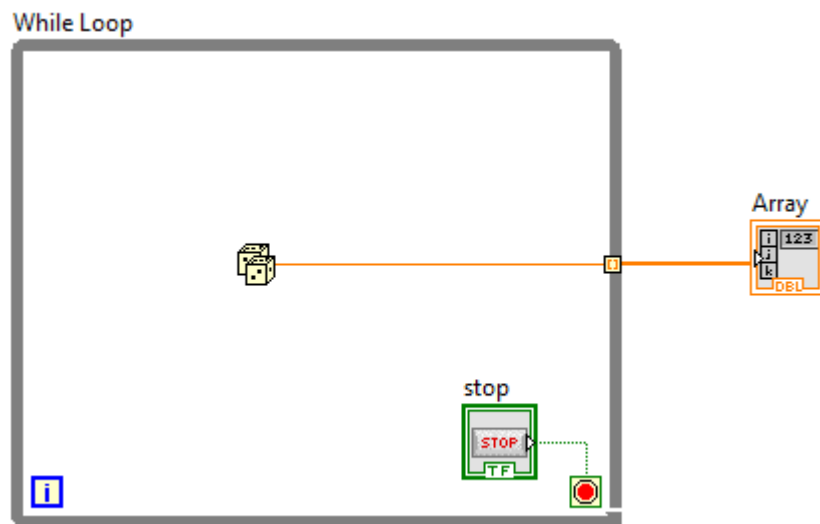 While Loop
Array
i 123
j
k
DBL
stop
STOP
TF
i